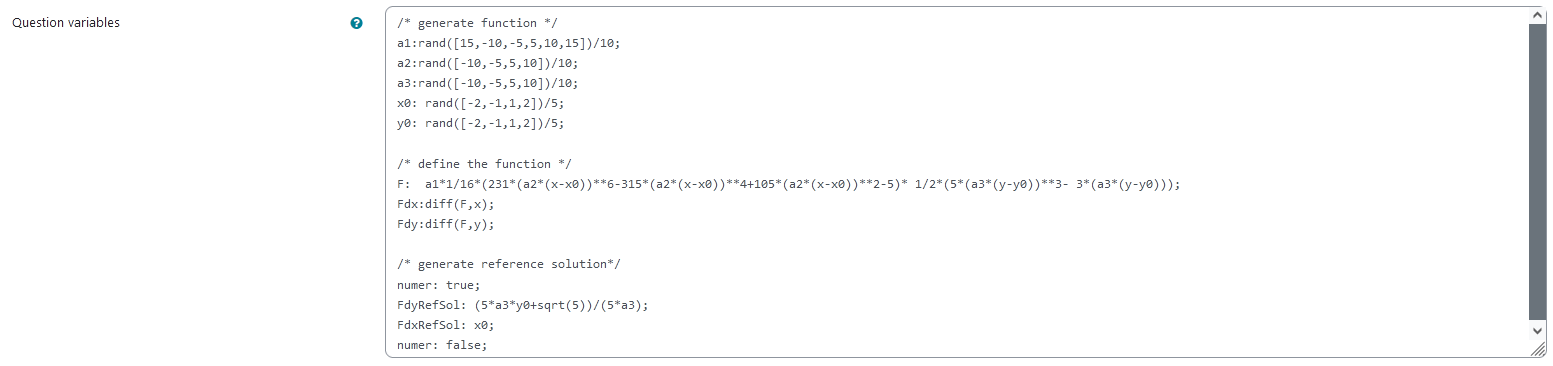 Question variables
/* generate function */
a1:rand([15,-10,-5,5,10,15])/10;
a2:rand([-10,-5,5,10])/10;
a3:rand([-10,-5,5,10])/10;
x0: rand([-2,-1,1,2])/5;
y0: rand([-2,-1,1,2])/5;
/* define the function */
F:  a1*1/16*(231*(a2*(x-x0))**6-315*(a2*(x-x0))**4+105*(a2*(x-x0))**2-5)* 1/2*(5*(a3*(y-y0))**3- 3*(a3*(y-y0)));
Fdx:diff(F,x);
Fdy:diff(F,y);
/* generate reference solution*/
numer: true;
FdyRefSol: (5*a3*y0+sqrt(5))/(5*a3);
FdxRefSol: x0;
numer: false;